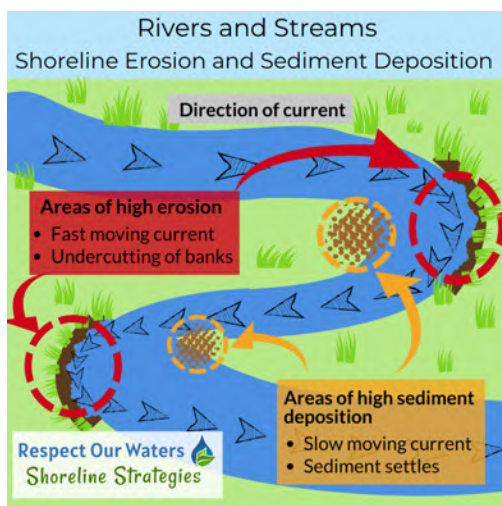 Rivers and Streams
Shoreline Erosion and Sediment Deposition
Direction of current
Areas of high erosion
• Fast moving current
• Undercutting of banks
Areas of high sediment
deposition
• Slow moving current
• Sediment settles
Respect Our Waters
Shoreline Strategies